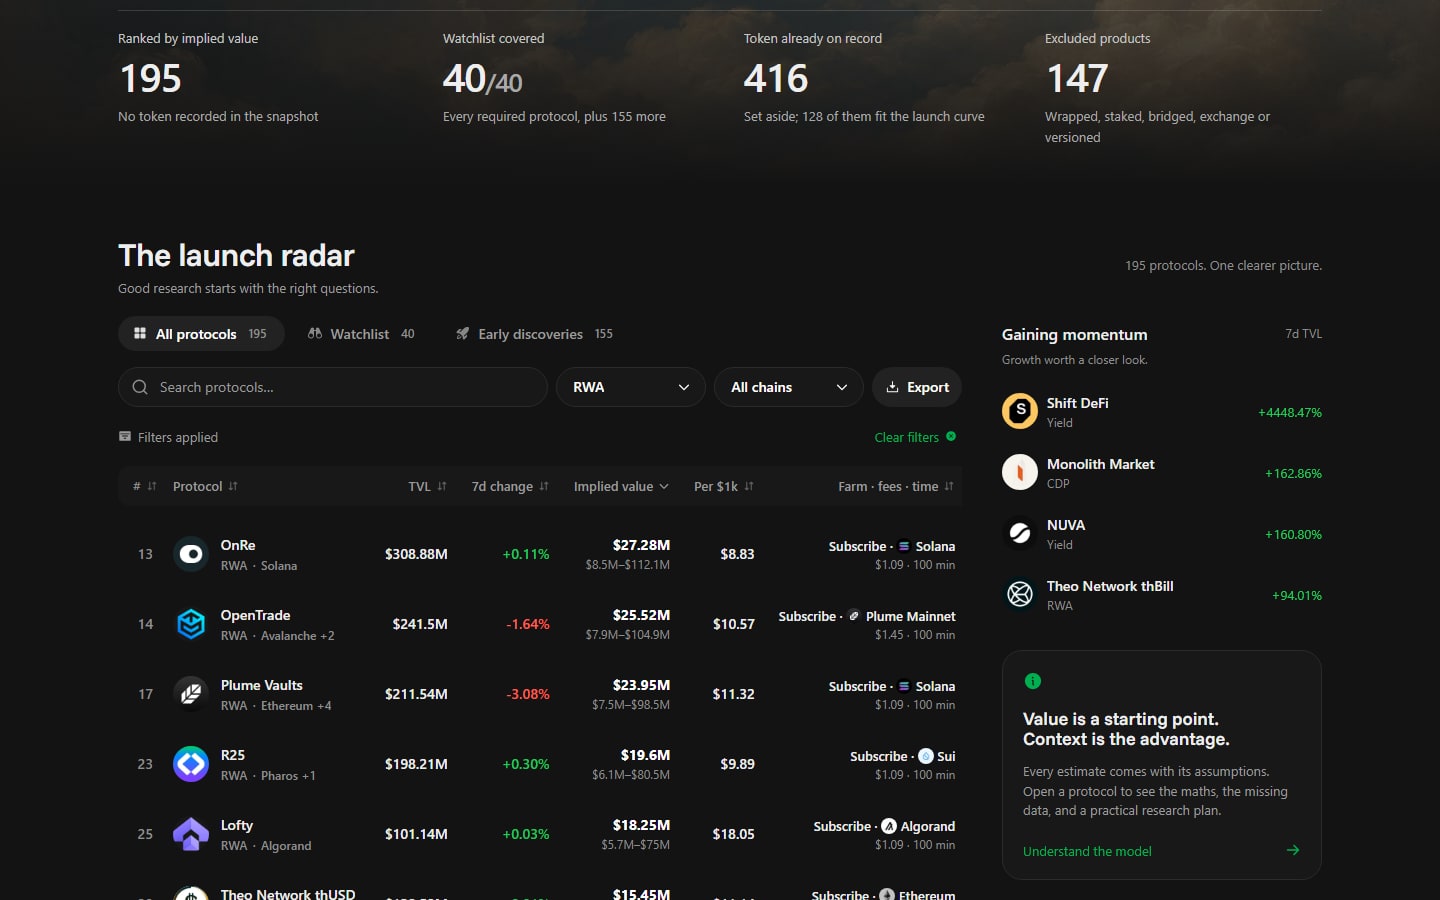 Ranked by implied value
195
No token recorded in the snapshot
Watchlist covered
40/40
Every required protocol, plus 155 more
Token already on record
416
Set aside; 128 of them fit the launch curve
Excluded products
147
Wrapped, staked, bridged, exchange or
versioned
The launch radar
Good research starts with the right questions.
195 protocols. One clearer picture.
All protocols 195
Watchlist 40
Early discoveries 155
Search protocols...
RWA
All chains
Export
Filters applied
Clear filters
# Protocol TVL 7d change Implied value Per $1k Farm · fees · time
13 OnRe $308.88M +0.11% $27.28M $8.83 Subscribe · Solana
RWA · Solana $8.5M–$112.1M $1.09 · 100 min
14 OpenTrade $241.5M -1.64% $25.52M $10.57 Subscribe · Plume Mainnet
RWA · Avalanche +2 $7.9M–$104.9M $1.45 · 100 min
17 Plume Vaults $211.54M -3.08% $23.95M $11.32 Subscribe · Solana
RWA · Ethereum +4 $7.5M–$98.5M $1.09 · 100 min
23 R25 $198.21M +0.30% $19.6M $9.89 Subscribe · Sui
RWA · Pharos +1 $6.1M–$80.5M $1.09 · 100 min
25 Lofty $101.14M +0.03% $18.25M $18.05 Subscribe · Algorand
RWA · Algorand $5.7M–$75M $1.09 · 100 min
Theo Network thUSD $15.45M Subscribe · Ethereum
Gaining momentum
7d TVL
Growth worth a closer look.
Shift DeFi
Yield
+4448.47%
Monolith Market
CDP
+162.86%
NUVA
Yield
+160.80%
Theo Network thBill
RWA
+94.01%
Value is a starting point.
Context is the advantage.
Every estimate comes with its assumptions.
Open a protocol to see the maths, the missing
data, and a practical research plan.
Understand the model